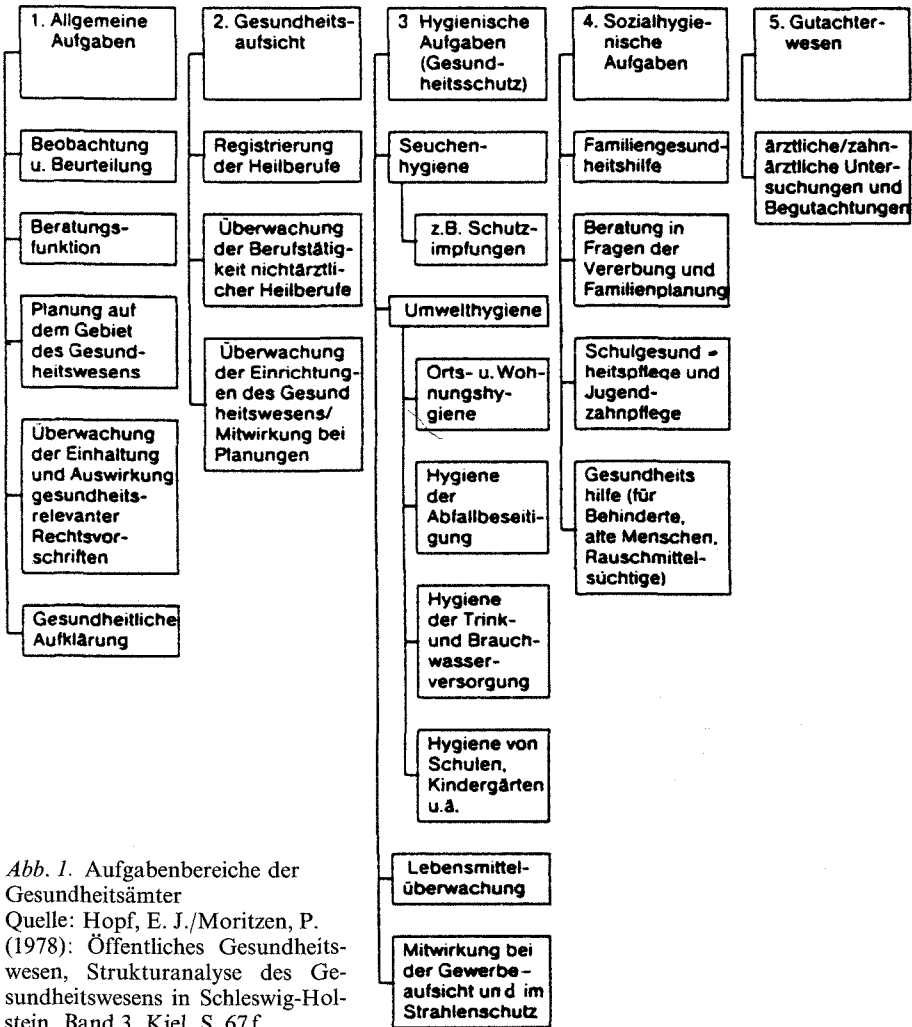 1. Allgemeine
Aufgaben
Beobachtung
u. Beurteilung
Beratungs-
funktion
Planung auf
dem Gebiet
des Gesund-
heitswesens
Überwachung
der Einhaltung
und Auswirkung
gesundheits-
relevanter
Rechtsvor-
schriften
Gesundheitliche
Aufklärung
2. Gesundheits-
aufsicht
Registrierung
der Heilberufe
Überwachung
der Berufstätig-
keit nichtärztli-
cher Heilberufe
Überwachung
der Einrichtung-
en des Gesund
heitswesens/
Mitwirkung bei
Planungen
3 Hygienische
Aufgaben
(Gesund-
heitsschutz)
Seuchen-
hygiene
z.B. Schutz-
impfungen
Umwelthygiene
Orts- u. Woh-
nungshy-
giene
Hygiene
der
Abfallbeseiti-
gung
Hygiene
der Trink-
und Brauch-
wasser-
versorgung
Hygiene von
Schulen,
Kindergärten
u.ä.
Lebensmittel-
überwachung
Mitwirkung bei
der Gewerbe-
aufsicht und im
Strahlenschutz
4. Sozialhygie-
nische
Aufgaben
Familiengesund-
heitshilfe
Beratung in
Fragen der
Vererbung und
Familienplanung
Schulgesund-
heitspflege und
Jugend-
zahnpflege
Gesundheits
hilfe (für
Behinderte,
alte Menschen,
Rauschmittel-
süchtige)
5. Gutachter-
wesen
ärztliche/zahn-
ärztliche Unter-
suchungen und
Begutachtungen
Abb. 1. Aufgabenbereiche der
Gesundheitsämter
Quelle: Hopf, E. J./Moritzen, P.
(1978): Öffentliches Gesundheits-
wesen, Strukturanalyse des Ge-
sundheitswesens in Schleswig-Hol-
stein, Band 3, Kiel, S. 67f.